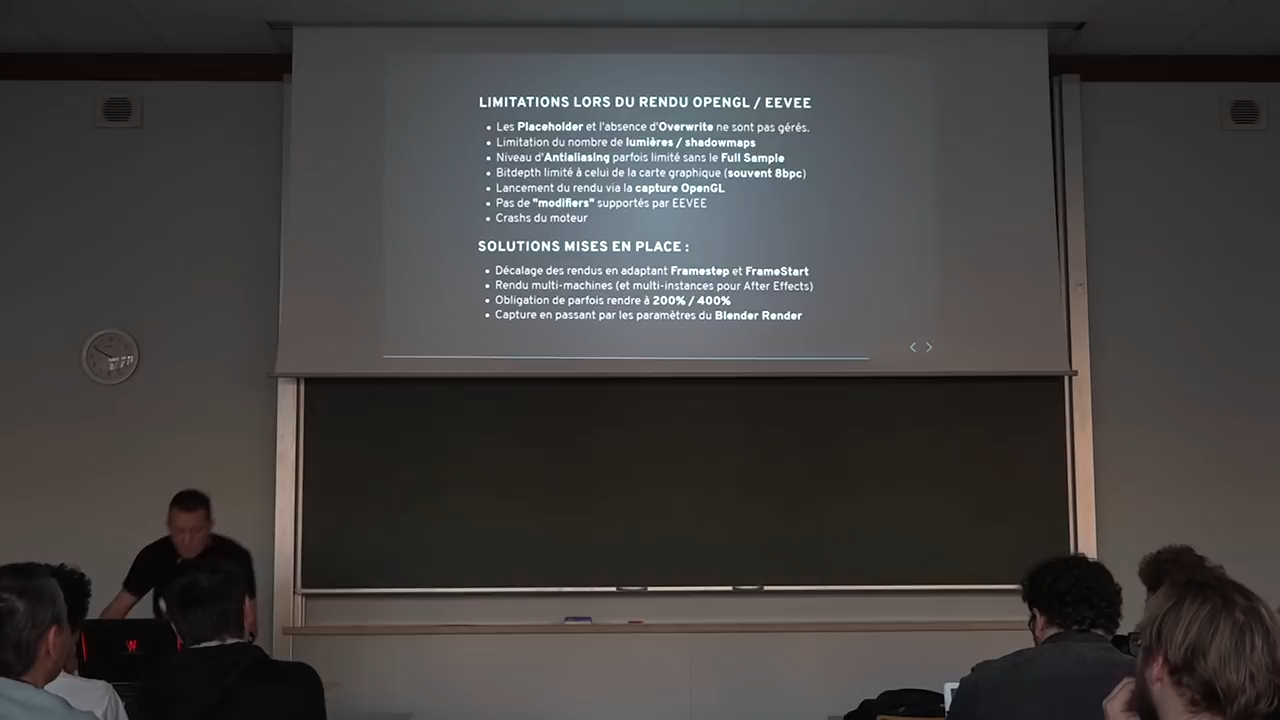 LIMITATIONS LORS DU RENDU OPENGL / EEVEE
• Les Placeholder et l'absence d'Overwrite ne sont pas gérés.
• Limitation du nombre de lumières / shadowmaps
• Niveau d'Antialiasing parfois limité sans le Full Sample
• Bitdepth limité à celui de la carte graphique (souvent 8bpc)
• Lancement du rendu via la capture OpenGL
• Pas de "modifiers" supportés par EEVEE
• Crashs du moteur
SOLUTIONS MISES EN PLACE :
• Décalage des rendus en adaptant Framestep et FrameStart
• Rendu multi-machines (et multi-instances pour After Effects)
• Obligation de parfois rendre à 200% / 400%
• Capture en passant par les paramètres du Blender Render